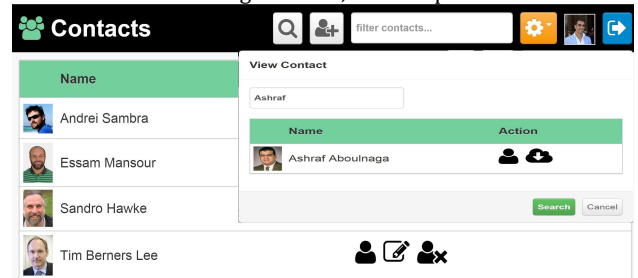 Contacts
filter contacts...
Name
Andrei Sambra
Essam Mansour
Sandro Hawke
Tim Berners Lee
View Contact
Ashraf
Name Action
Ashraf Aboulnaga
Search Cancel